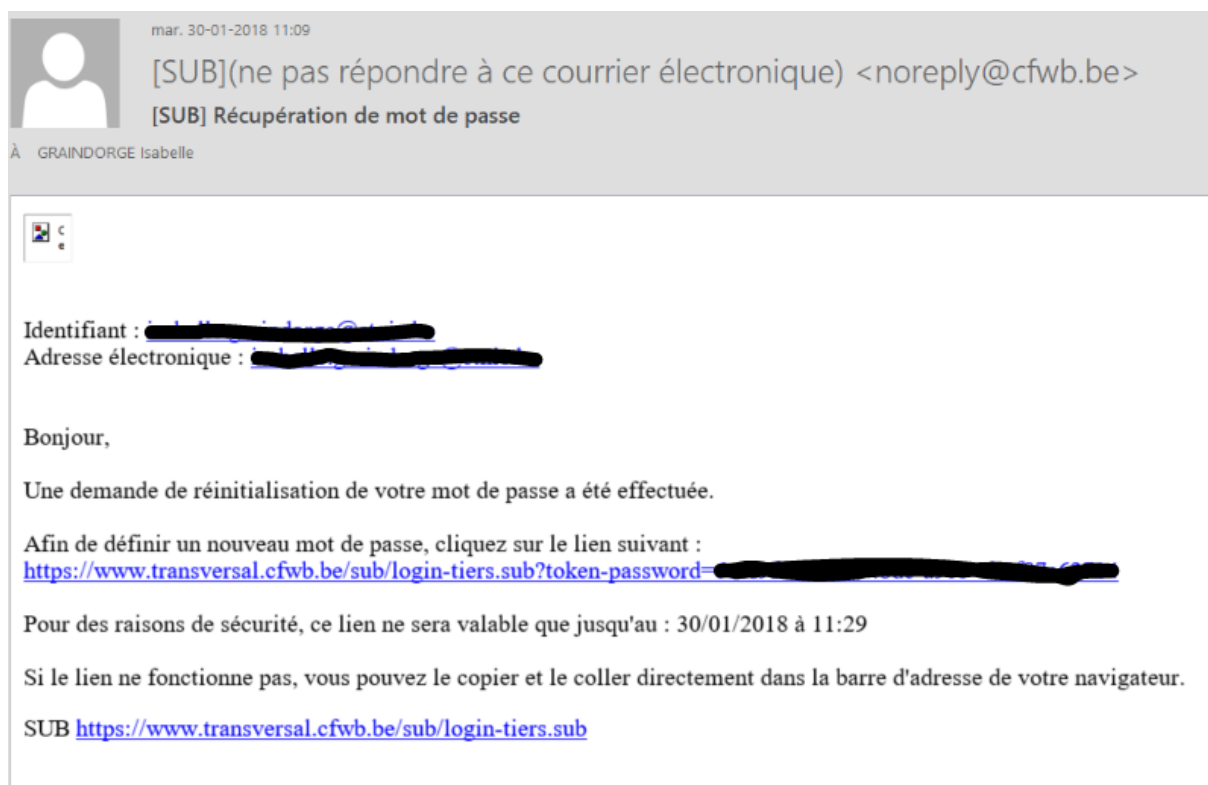 mar. 30-01-2018 11:09
[SUB](ne pas répondre à ce courrier électronique) <noreply@cfwb.be>
[SUB] Récupération de mot de passe
À GRAINDORGE Isabelle
C
e
Identifiant :
Adresse électronique :
Bonjour,
Une demande de réinitialisation de votre mot de passe a été effectuée.
Afin de définir un nouveau mot de passe, cliquez sur le lien suivant :
https://www.transversal.cfwb.be/sub/login-tiers.sub?token-password=
Pour des raisons de sécurité, ce lien ne sera valable que jusqu'au : 30/01/2018 à 11:29
Si le lien ne fonctionne pas, vous pouvez le copier et le coller directement dans la barre d'adresse de votre navigateur.
SUB https://www.transversal.cfwb.be/sub/login-tiers.sub